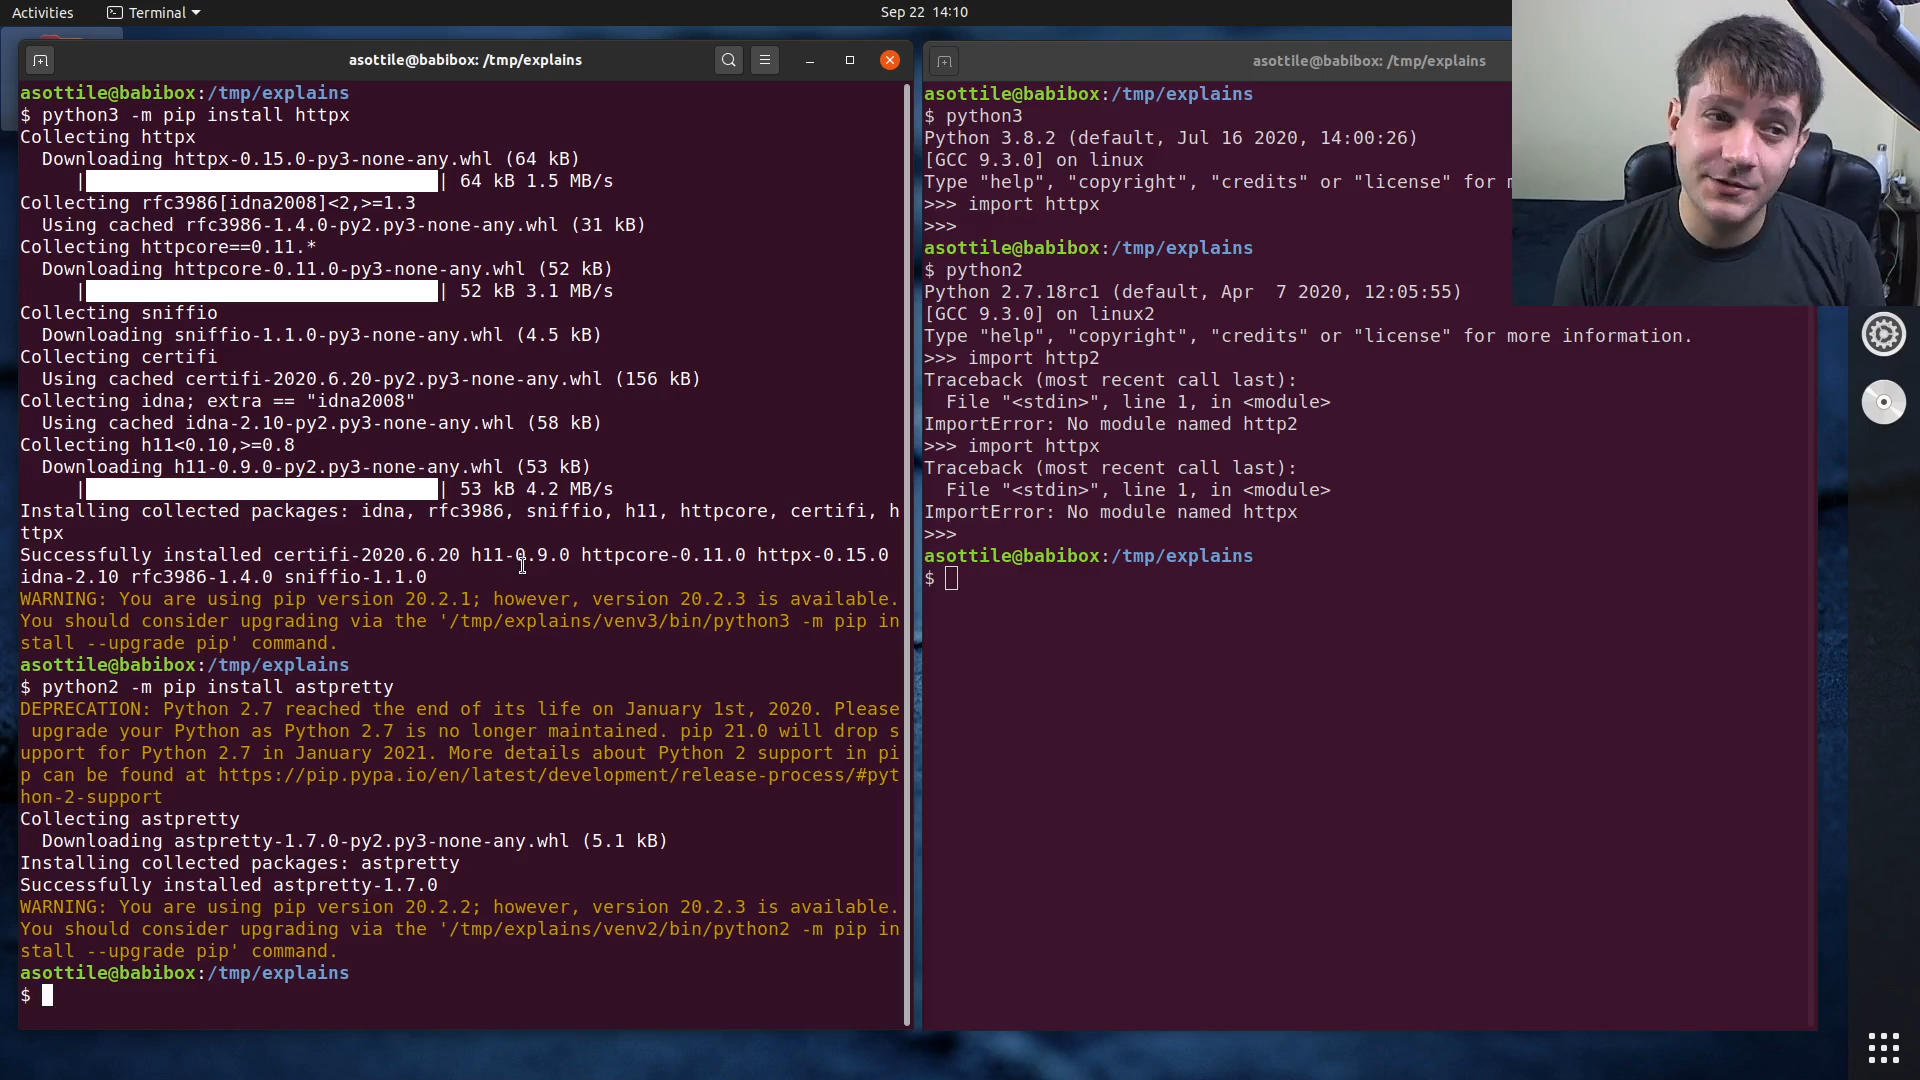 Activities
Terminal
Sep 22 14:10
asottile@babibox: /tmp/explains
asottile@babibox:/tmp/explains
$ python3 -m pip install httpx
Collecting httpx
  Downloading httpx-0.15.0-py3-none-any.whl (64 kB)
     | | 64 kB 1.5 MB/s
Collecting rfc3986[idna2008]<2,>=1.3
  Using cached rfc3986-1.4.0-py2.py3-none-any.whl (31 kB)
Collecting httpcore==0.11.*
  Downloading httpcore-0.11.0-py3-none-any.whl (52 kB)
     | | 52 kB 3.1 MB/s
Collecting sniffio
  Downloading sniffio-1.1.0-py3-none-any.whl (4.5 kB)
Collecting certifi
  Using cached certifi-2020.6.20-py2.py3-none-any.whl (156 kB)
Collecting idna; extra == "idna2008"
  Using cached idna-2.10-py2.py3-none-any.whl (58 kB)
Collecting h11<0.10,>=0.8
  Downloading h11-0.9.0-py2.py3-none-any.whl (53 kB)
     | | 53 kB 4.2 MB/s
Installing collected packages: idna, rfc3986, sniffio, h11, httpcore, certifi, h
ttpx
Successfully installed certifi-2020.6.20 h11-0.9.0 httpcore-0.11.0 httpx-0.15.0
idna-2.10 rfc3986-1.4.0 sniffio-1.1.0
WARNING: You are using pip version 20.2.1; however, version 20.2.3 is available.
You should consider upgrading via the '/tmp/explains/venv3/bin/python3 -m pip in
stall --upgrade pip' command.
asottile@babibox:/tmp/explains
$ python2 -m pip install astpretty
DEPRECATION: Python 2.7 reached the end of its life on January 1st, 2020. Please
 upgrade your Python as Python 2.7 is no longer maintained. pip 21.0 will drop s
upport for Python 2.7 in January 2021. More details about Python 2 support in pi
p can be found at https://pip.pypa.io/en/latest/development/release-process/#pyt
hon-2-support
Collecting astpretty
  Downloading astpretty-1.7.0-py2.py3-none-any.whl (5.1 kB)
Installing collected packages: astpretty
Successfully installed astpretty-1.7.0
WARNING: You are using pip version 20.2.2; however, version 20.2.3 is available.
You should consider upgrading via the '/tmp/explains/venv2/bin/python2 -m pip in
stall --upgrade pip' command.
asottile@babibox:/tmp/explains
$
asottile@babibox: /tmp/explains
asottile@babibox:/tmp/explains
$ python3
Python 3.8.2 (default, Jul 16 2020, 14:00:26)
[GCC 9.3.0] on linux
Type "help", "copyright", "credits" or "license" for
>>> import httpx
>>>
asottile@babibox:/tmp/explains
$ python2
Python 2.7.18rc1 (default, Apr  7 2020, 12:05:55)
[GCC 9.3.0] on linux2
Type "help", "copyright", "credits" or "license" for more information.
>>> import http2
Traceback (most recent call last):
  File "<stdin>", line 1, in <module>
ImportError: No module named http2
>>> import httpx
Traceback (most recent call last):
  File "<stdin>", line 1, in <module>
ImportError: No module named httpx
>>>
asottile@babibox:/tmp/explains
$